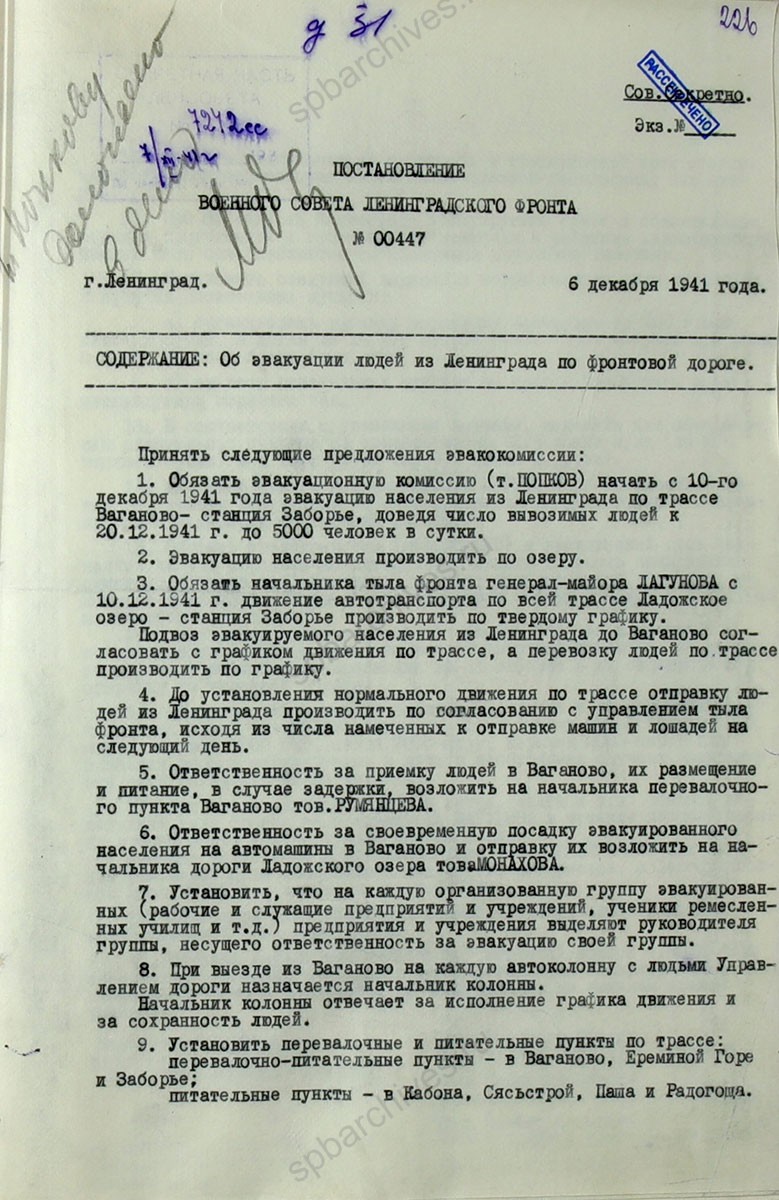 д 31
226
spbarchives.
РАССЕКРЕЧЕНО
Сов.Секретно.
Экз.№
7242сс
7/XII-41г
ПОСТАНОВЛЕНИЕ
ВОЕННОГО СОВЕТА ЛЕНИНГРАДСКОГО ФРОНТА
№ 00447
г.Ленинград. 6 декабря 1941 года.
СОДЕРЖАНИЕ: Об эвакуации людей из Ленинграда по фронтовой дороге.
Принять следующие предложения эвакокомиссии:
1. Обязать эвакуационную комиссию (т.ПОПКОВ) начать с 10-го
декабря 1941 года эвакуацию населения из Ленинграда по трассе
Ваганово- станция Заборье, доведя число вывозимых людей к
20.12.1941 г. до 5000 человек в сутки.
2. Эвакуацию населения производить по озеру.
3. Обязать начальника тыла фронта генерал-майора ЛАГУНОВА с
10.12.1941 г. движение автотранспорта по всей трассе Ладожское
озеро - станция Заборье производить по твердому графику.
Подвоз эвакуируемого населения из Ленинграда до Ваганово сог-
ласовать с графиком движения по трассе, а перевозку людей по трассе
производить по графику.
4. До установления нормального движения по трассе отправку лю-
дей из Ленинграда производить по согласованию с управлением тыла
фронта, исходя из числа намеченных к отправке машин и лошадей на
следующий день.
5. Ответственность за приемку людей в Ваганово, их размещение
и питание, в случае задержки, возложить на начальника перевалочно-
го пункта Ваганово тов.РУМЯНЦЕВА.
6. Ответственность за своевременную посадку эвакуированного
населения на автомашины в Ваганово и отправку их возложить на на-
чальника дороги Ладожского озера тов.МОНАХОВА.
7. Установить, что на каждую организованную группу эвакуирован-
ных (рабочие и служащие предприятий и учреждений, ученики ремеслен-
ных училищ и т.д.) предприятия и учреждения выделяют руководителя
группы, несущего ответственность за эвакуацию своей группы.
8. При выезде из Ваганово на каждую автоколонну с людьми Управ-
лением дороги назначается начальник колонны.
Начальник колонны отвечает за исполнение графика движения и
за сохранность людей.
9. Установить перевалочные и питательные пункты по трассе:
перевалочно-питательные пункты - в Ваганово, Ереминой Горе
и Заборье;
питательные пункты - в Кабона, Сясьстрой, Паша и Радогоща.
spbarchives.